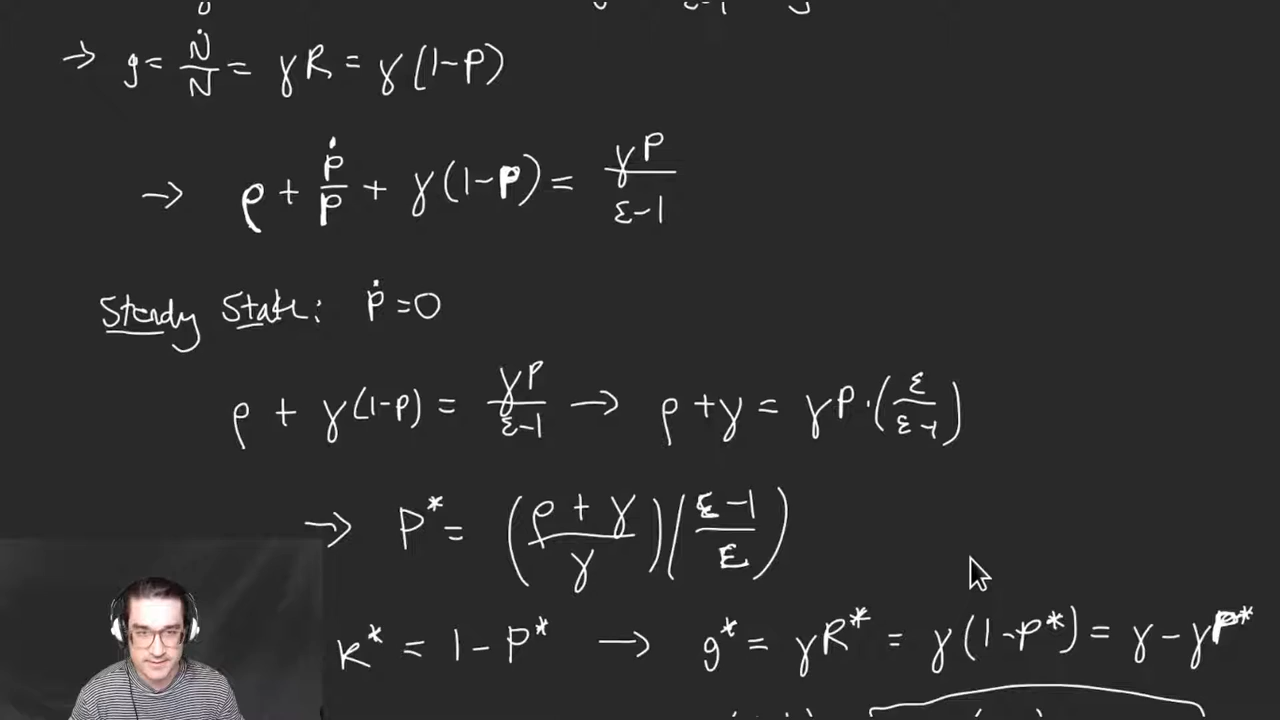 → g = Ṅ/N = γR = γ(1-P)
→ ρ + Ṗ/P + γ(1-P) = γP/(ε-1)
Steady State: Ṗ = 0
ρ + γ(1-P) = γP/(ε-1) → ρ + γ = γP·(ε/(ε-1))
→ P* = ((ρ + γ)/γ)((ε-1)/ε)
R* = 1 - P* → g* = γR* = γ(1-P*) = γ - γP*